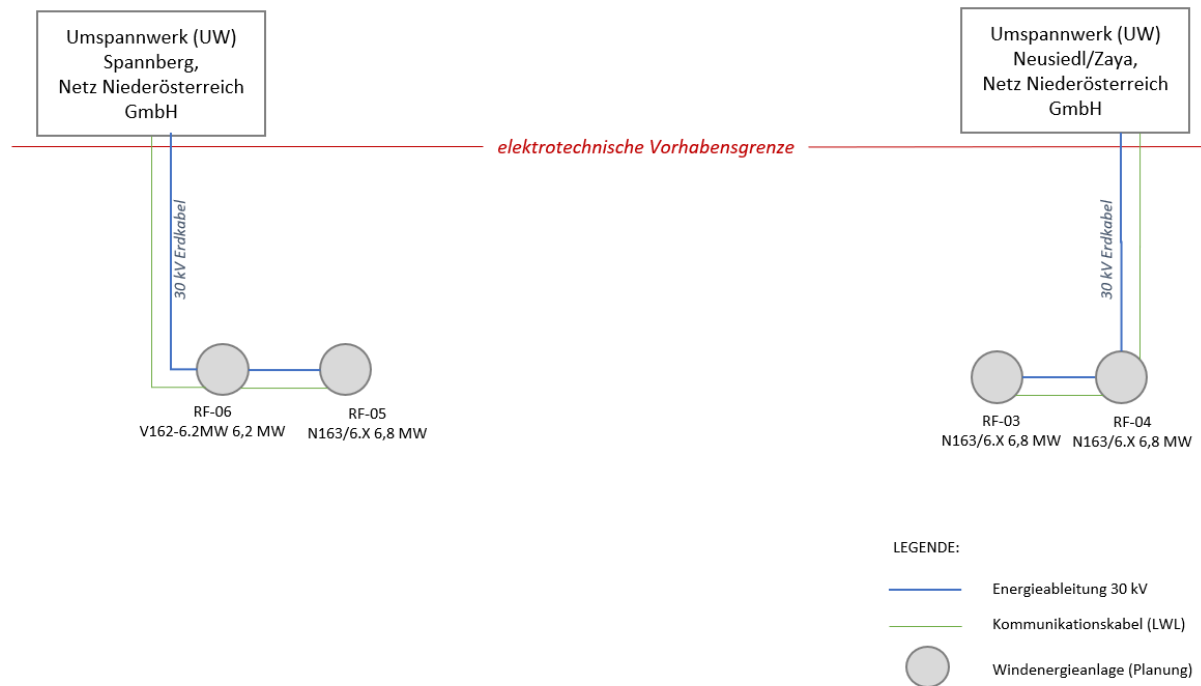 Umspannwerk (UW)
Spannberg,
Netz Niederösterreich
GmbH
Umspannwerk (UW)
Neusiedl/Zaya,
Netz Niederösterreich
GmbH
elektrotechnische Vorhabensgrenze
30 kV Erdkabel
30 kV Erdkabel
RF-06
V162-6.2MW 6,2 MW
RF-05
N163/6.X 6,8 MW
RF-03
N163/6.X 6,8 MW
RF-04
N163/6.X 6,8 MW
LEGENDE:
Energieableitung 30 kV
Kommunikationskabel (LWL)
Windenergieanlage (Planung)